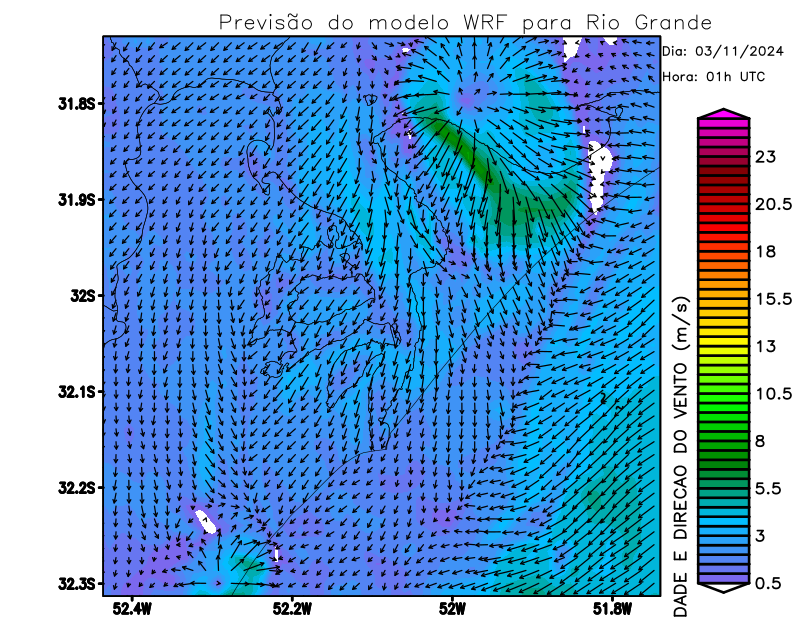 Previsão do modelo WRF para Rio Grande
Dia: 03/11/2024
Hora: 01h UTC
31.8S
31.9S
32S
32.1S
32.2S
32.3S
52.4W
52.2W
52W
51.8W
23
20.5
18
15.5
13
10.5
8
5.5
3
0.5
DADE E DIRECAO DO VENTO (m/s)